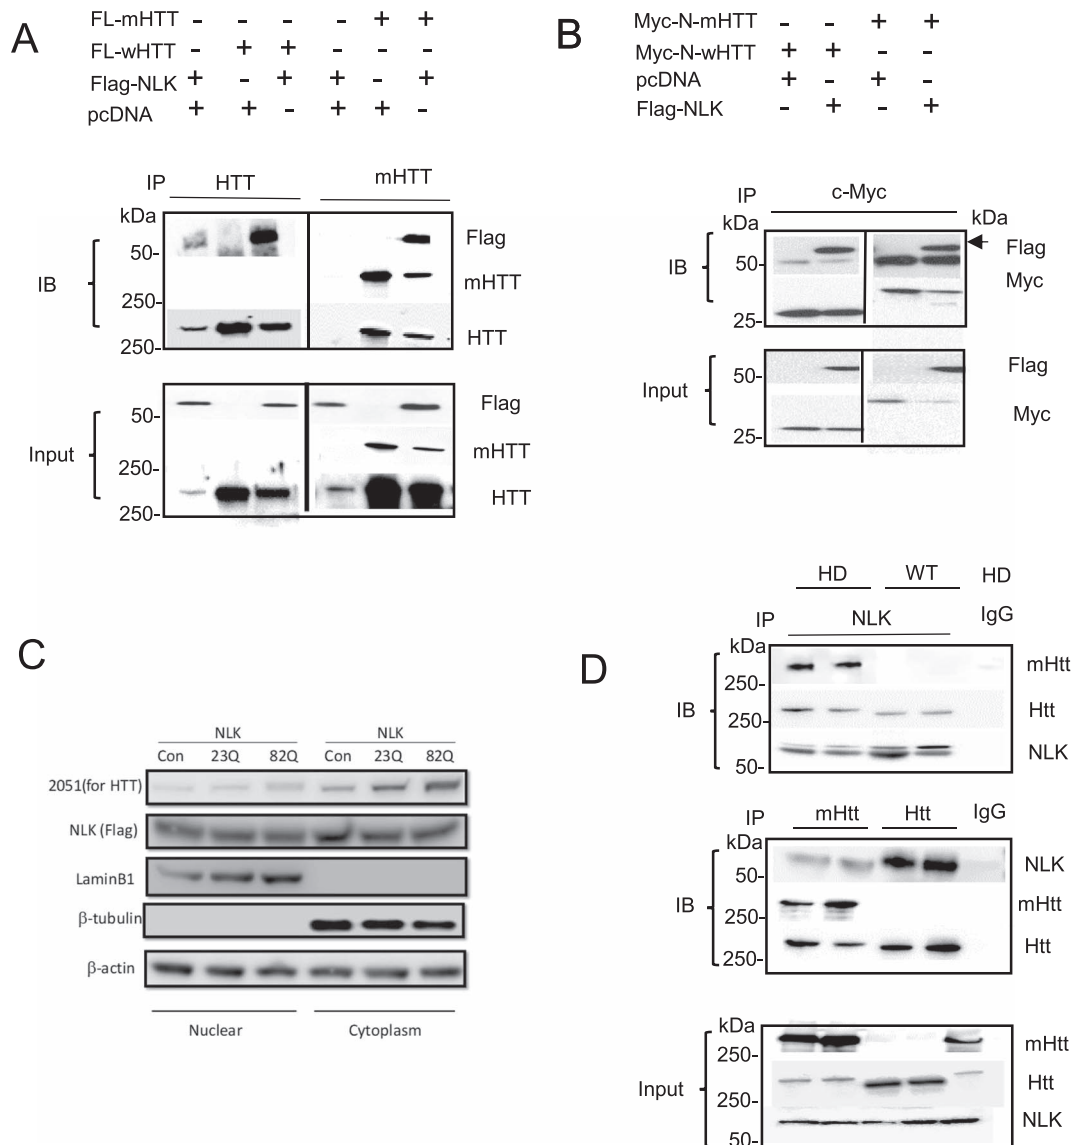 A
FL-mHTT - - - - + +
FL-wHTT - + + - - -
Flag-NLK + - + + - +
pcDNA + + - + + -
IP HTT mHTT
kDa
Flag
50-
IB
mHTT
250-
HTT
250-
Flag
50-
Input
mHTT
250-
HTT
250-
B
Myc-N-mHTT - - + +
Myc-N-wHTT + + - -
pcDNA + - + -
Flag-NLK - + - +
IP c-Myc
kDa kDa
Flag
IB 50-
Myc
25-
Flag
50-
Input
Myc
25-
C
NLK NLK
Con 23Q 82Q Con 23Q 82Q
2051(for HTT)
NLK (Flag)
LaminB1
β-tubulin
β-actin
Nuclear Cytoplasm
D
HD WT HD
IP NLK IgG
kDa
mHtt
250-
IB Htt
250-
NLK
50-
IP mHtt Htt IgG
kDa
NLK
50-
IB mHtt
250-
Htt
250-
kDa
mHtt
250-
Input Htt
250-
NLK
50-